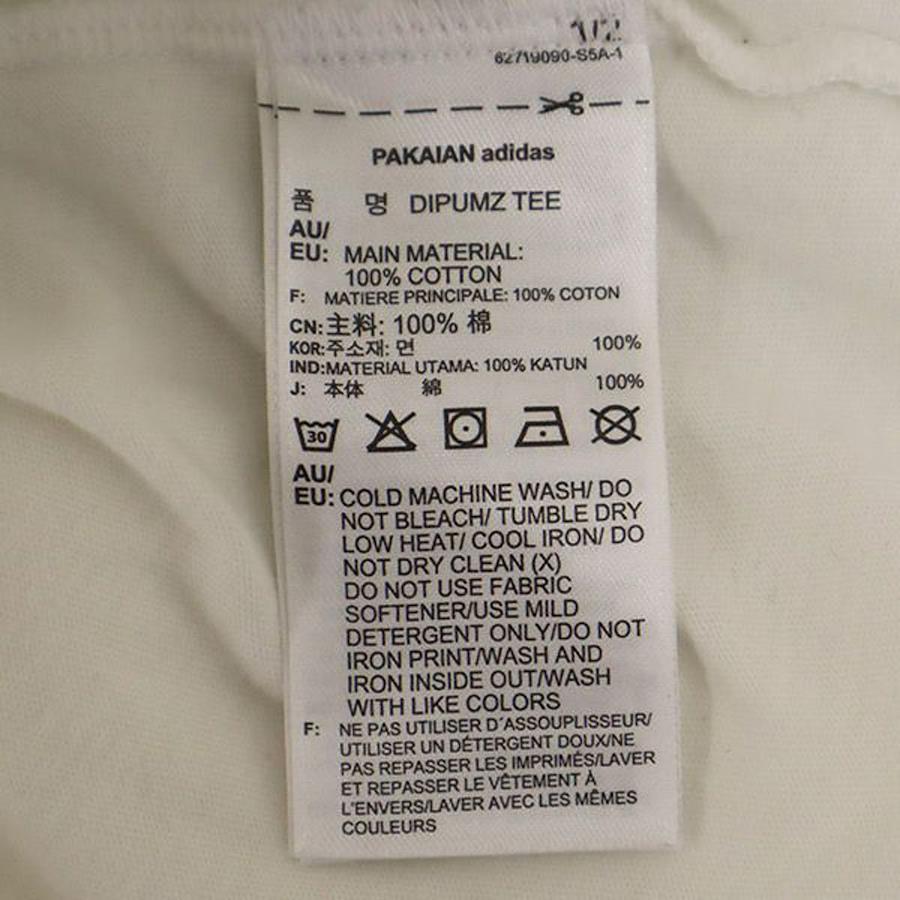 1/2
62719090-S5A-1
PAKAIAN adidas
품 명 DIPUMZ TEE
AU/
EU: MAIN MATERIAL:
100% COTTON
F: MATIERE PRINCIPALE: 100% COTON
CN:主料: 100% 棉
KOR:주소재: 면 100%
IND:MATERIAL UTAMA: 100% KATUN
J: 本体 綿 100%
30
AU/
EU: COLD MACHINE WASH/ DO
NOT BLEACH/ TUMBLE DRY
LOW HEAT/ COOL IRON/ DO
NOT DRY CLEAN (X)
DO NOT USE FABRIC
SOFTENER/USE MILD
DETERGENT ONLY/DO NOT
IRON PRINT/WASH AND
IRON INSIDE OUT/WASH
WITH LIKE COLORS
F: NE PAS UTILISER D´ASSOUPLISSEUR/
UTILISER UN DÉTERGENT DOUX/NE
PAS REPASSER LES IMPRIMÉS/LAVER
ET REPASSER LE VÊTEMENT À
L'ENVERS/LAVER AVEC LES MÊMES
COULEURS